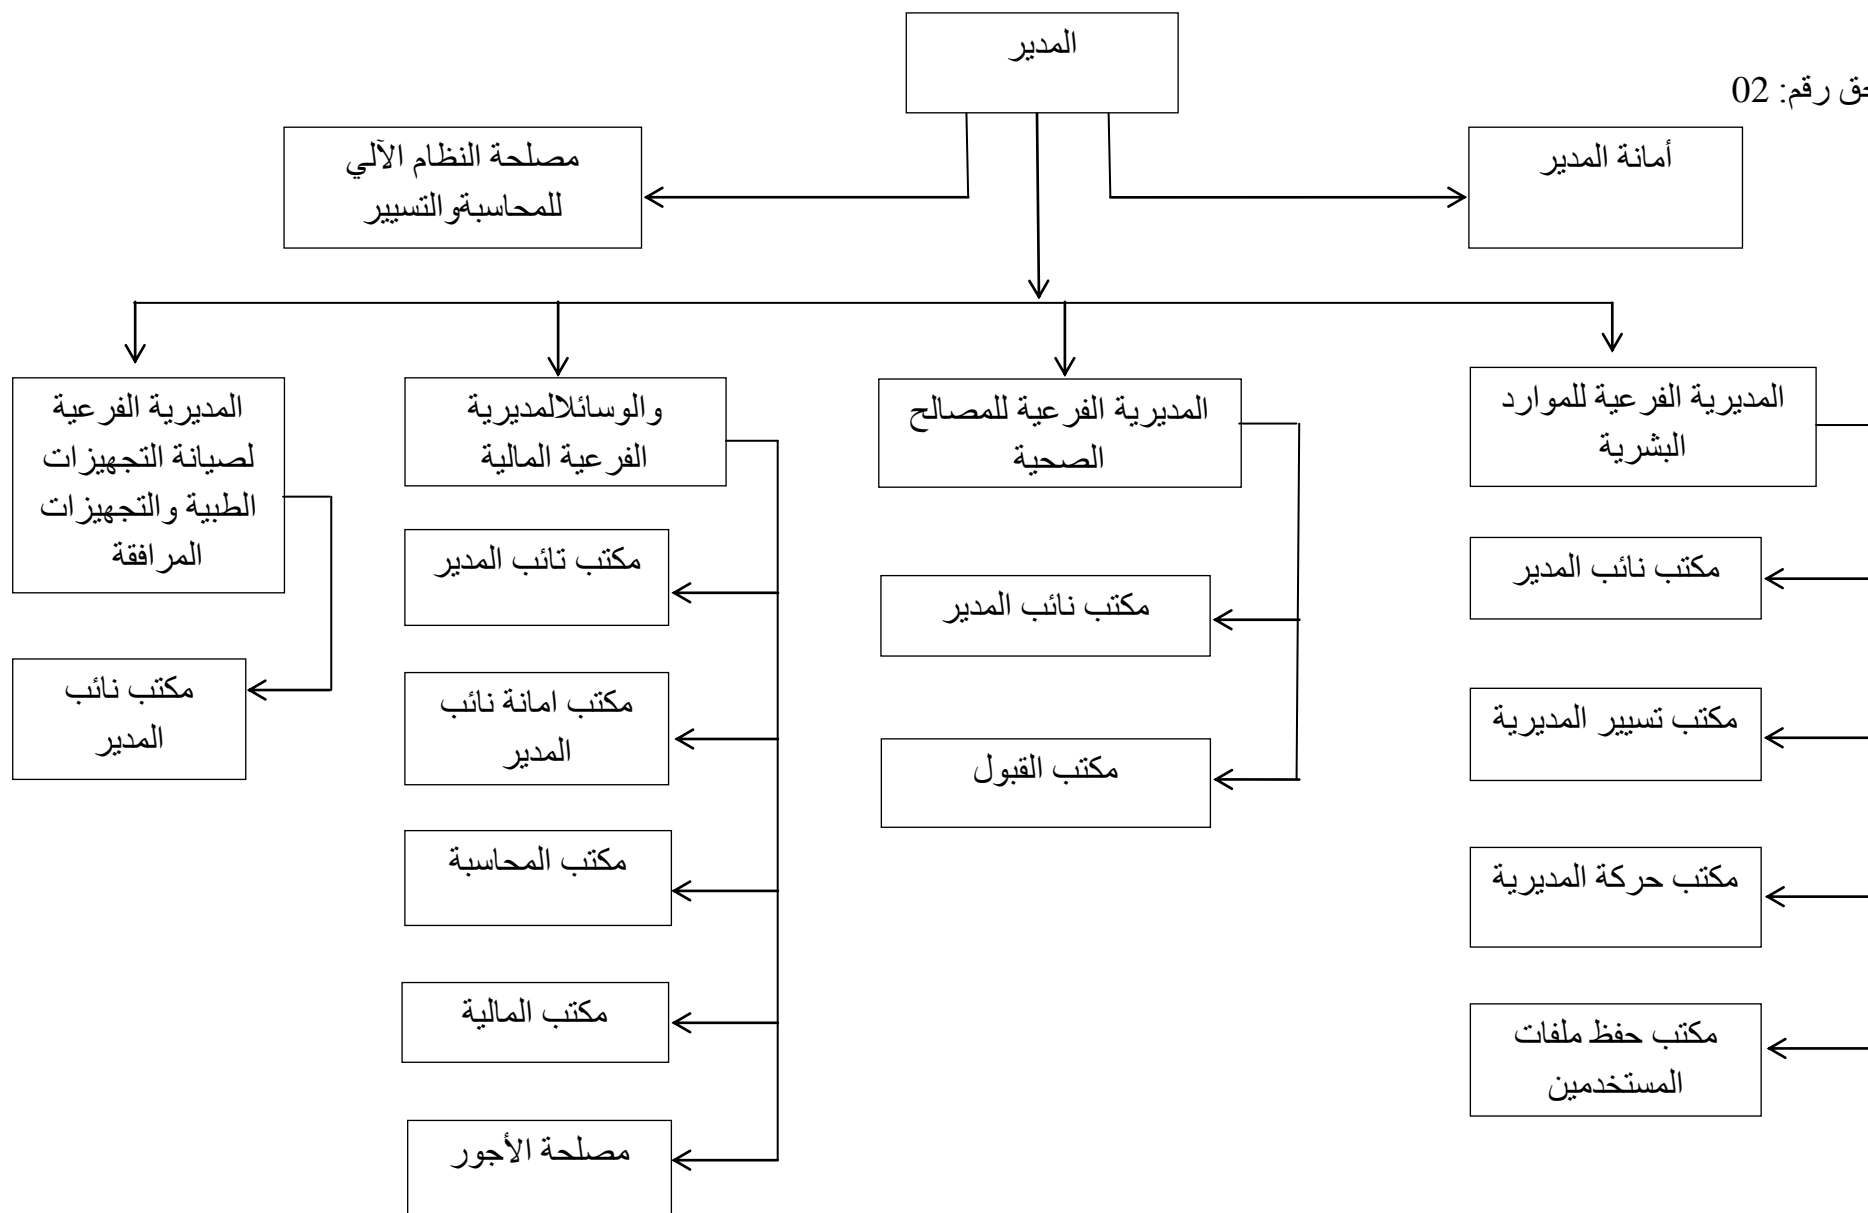 المدير
حق رقم: 02
أمانة المدير
مصلحة النظام الآلي
للمحاسبةوالتسيير
المديرية الفرعية للموارد
البشرية
المديرية الفرعية للمصالح
الصحية
والوسائلالمديرية
الفرعية المالية
المديرية الفرعية
لصيانة التجهيزات
الطبية والتجهيزات
المرافقة
مكتب نائب المدير
مكتب تسيير المديرية
مكتب حركة المديرية
مكتب حفظ ملفات
المستخدمين
مكتب نائب المدير
مكتب القبول
مكتب تائب المدير
مكتب امانة نائب
المدير
مكتب المحاسبة
مكتب المالية
مصلحة الأجور
مكتب نائب
المدير